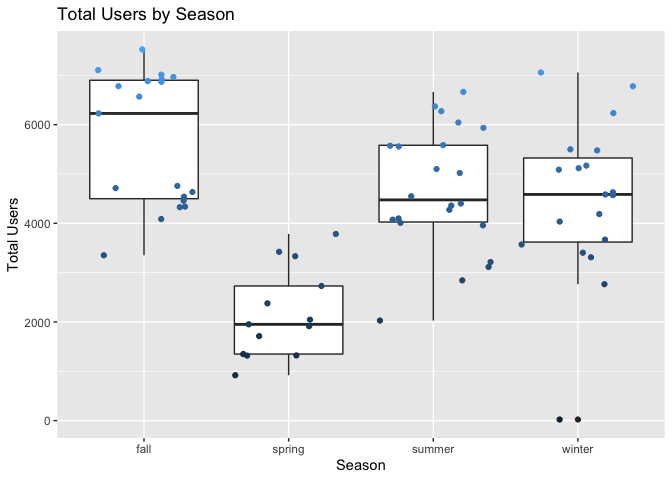 Total Users by Season
Total Users
6000
4000
2000
0
fall spring summer winter
Season